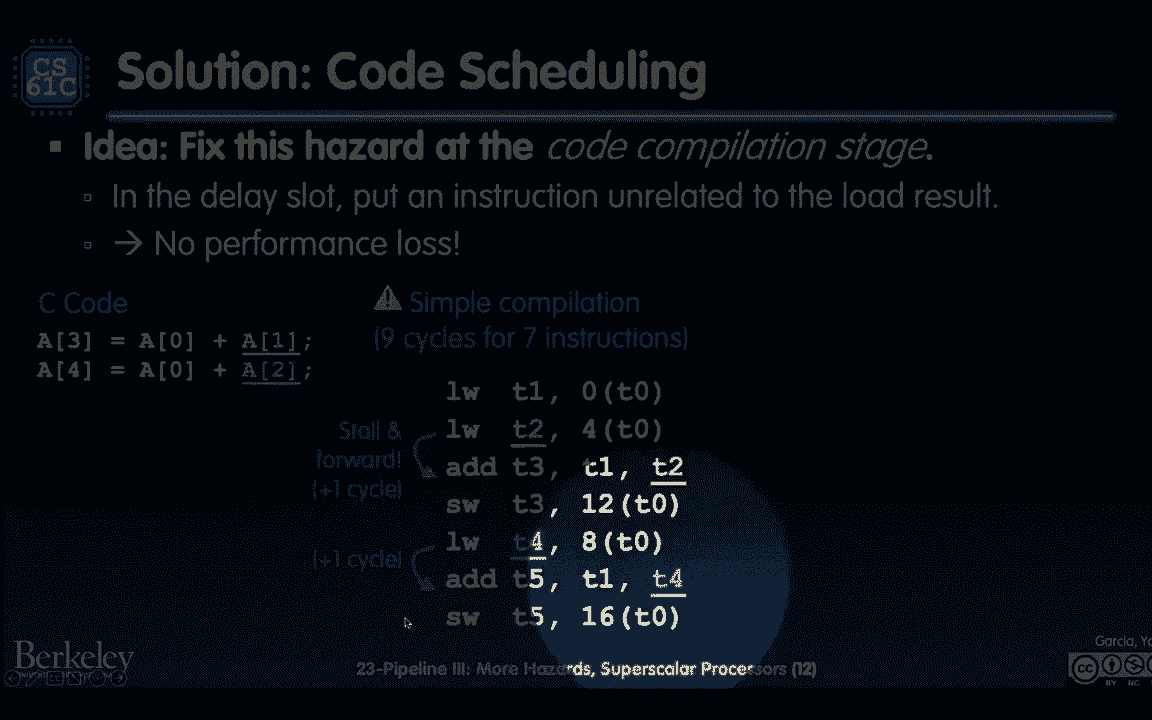 CS
61C
Solution: Code Scheduling
Idea: Fix this hazard at the code compilation stage.
In the delay slot, put an instruction unrelated to the load result.
→ No performance loss!
C Code
A[3] = A[0] + A[1];
A[4] = A[0] + A[2];
Simple compilation
(9 cycles for 7 instructions)
lw t1, 0(t0)
lw t2, 4(t0)
add t3, t1, t2
sw t3, 12(t0)
lw t4, 8(t0)
add t5, t1, t4
sw t5, 16(t0)
Stall &
forward!
(+1 cycle)
(+1 cycle)
Berkeley
23-Pipeline III: More Hazards, Superscalar Processors (12)
Garcia,
cc
BY NC